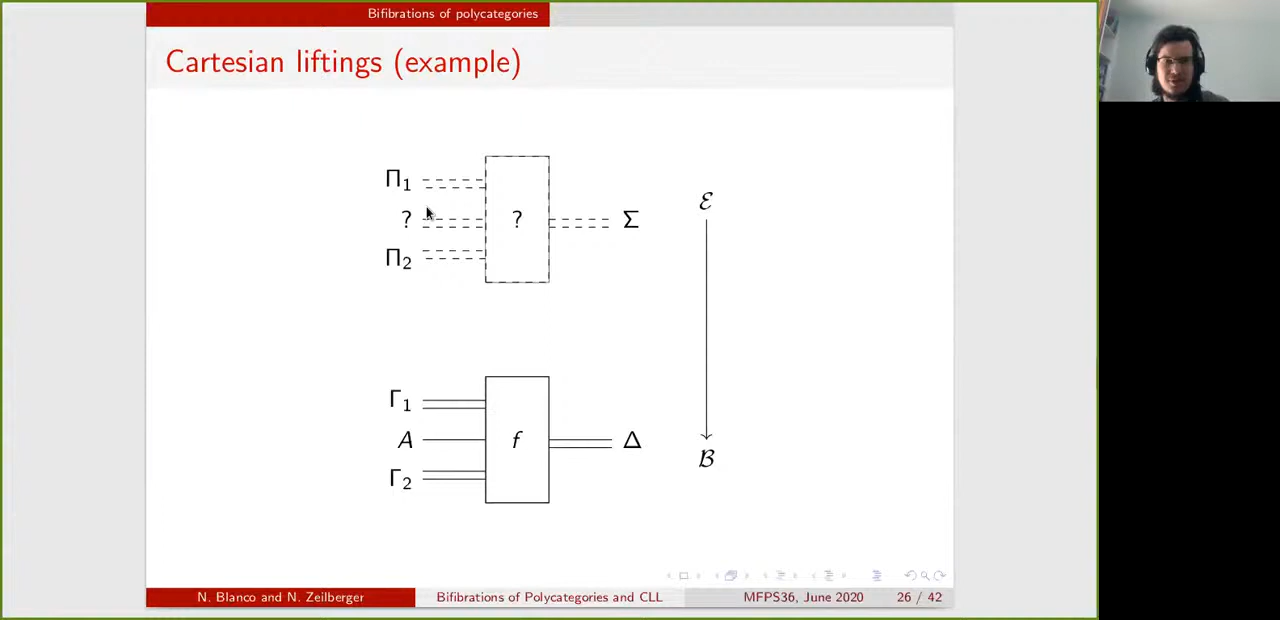 Bifibrations of polycategories
Cartesian liftings (example)
Π1
?
Π2
?
Σ
ℰ
Γ1
A
Γ2
f
Δ
ℬ
N. Blanco and N. Zeilberger
Bifibrations of Polycategories and CLL
MFPS36, June 2020
26 / 42